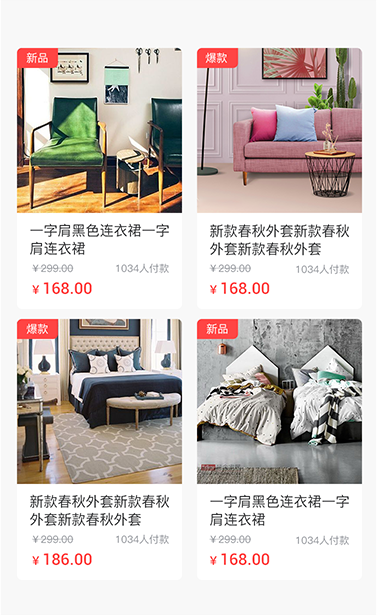 新品
一字肩黑色连衣裙一字
肩连衣裙
￥299.00 1034人付款
￥168.00
爆款
新款春秋外套新款春秋
外套新款春秋外套
￥299.00 1034人付款
￥168.00
爆款
新款春秋外套新款春秋
外套新款春秋外套
￥299.00 1034人付款
￥186.00
新品
一字肩黑色连衣裙一字
肩连衣裙
￥299.00 1034人付款
￥168.00